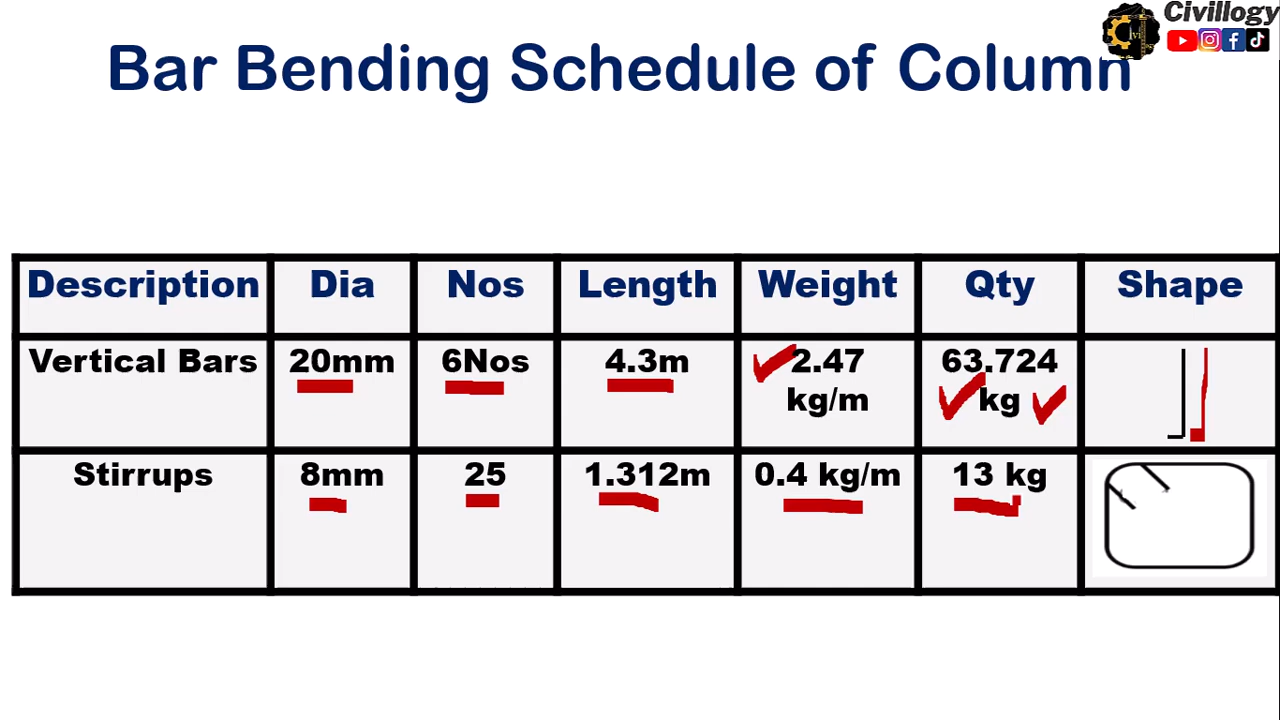 Civillogy
Bar Bending Schedule of Column
Description Dia Nos Length Weight Qty Shape
Vertical Bars 20mm 6Nos 4.3m 2.47 63.724
kg/m kg
Stirrups 8mm 25 1.312m 0.4 kg/m 13 kg